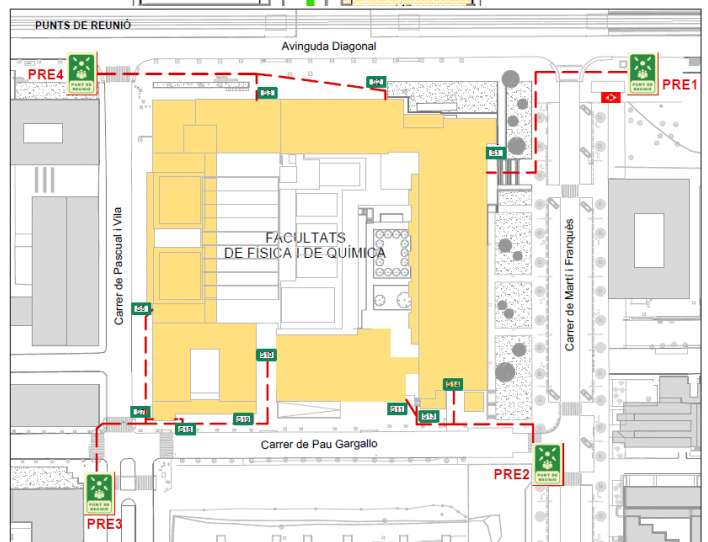 PUNTS DE REUNIÓ
Avinguda Diagonal
PRE4
PUNT DE
REUNIÓ
S3
S2
PUNT DE
REUNIÓ
PRE1
S1
Carrer de Pascual i Vila
FACULTATS
DE FÍSICA I DE QUÍMICA
Carrer de Martí i Franquès
S5
S10
S14
S7
S19
S11
S13
S18
Carrer de Pau Gargallo
PUNT DE
REUNIÓ
PRE3
PRE2
PUNT DE
REUNIÓ